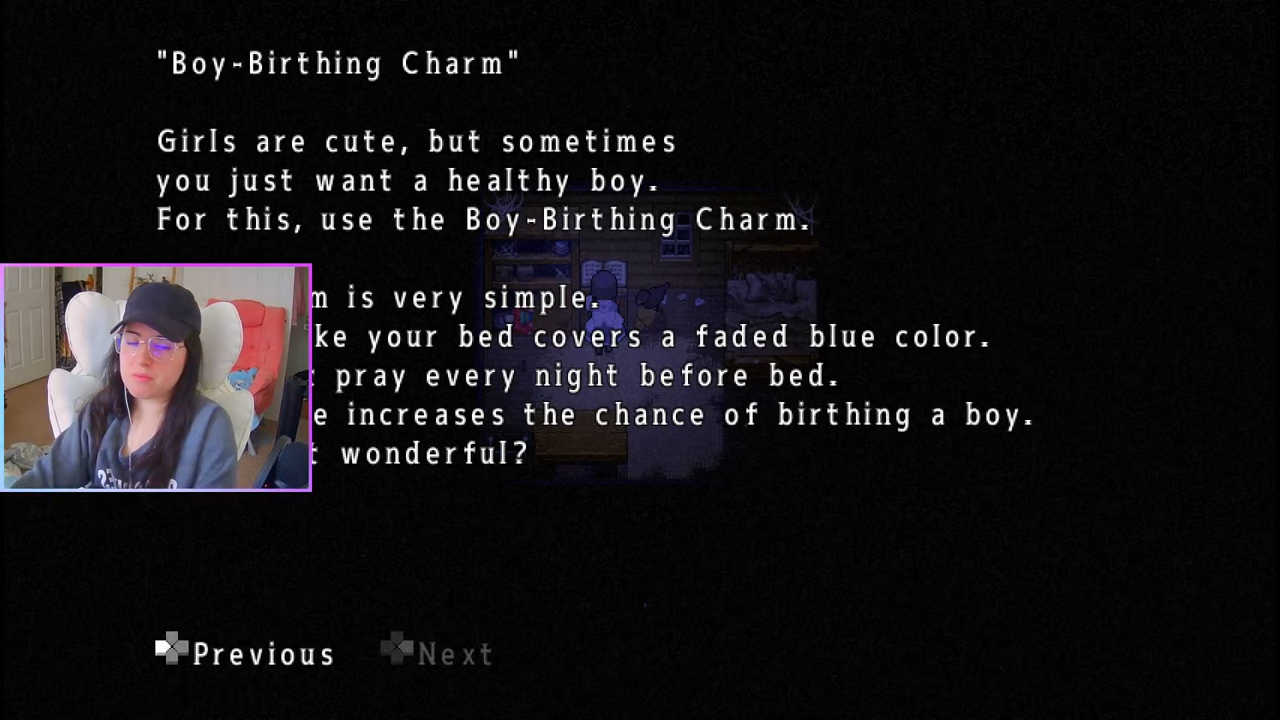 "Boy-Birthing Charm"
Girls are cute, but sometimes
you just want a healthy boy.
For this, use the Boy-Birthing Charm.
is very simple.
your bed covers a faded blue color.
pray every night before bed.
increases the chance of birthing a boy.
wonderful?
Previous
Next